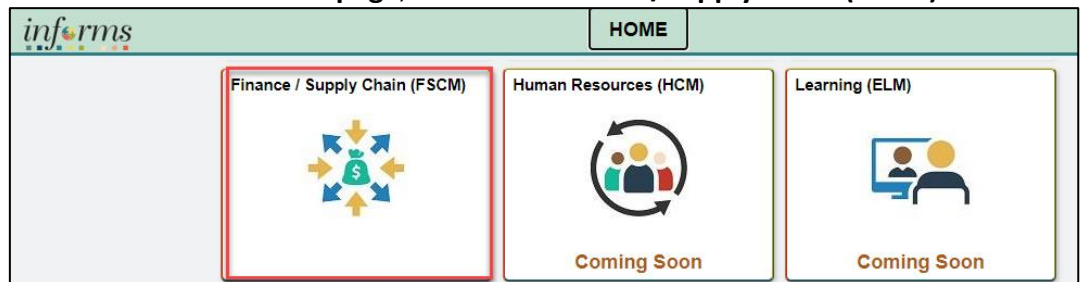 informs
HOME
Finance / Supply Chain (FSCM)
Human Resources (HCM)
Learning (ELM)
$
Coming Soon
Coming Soon